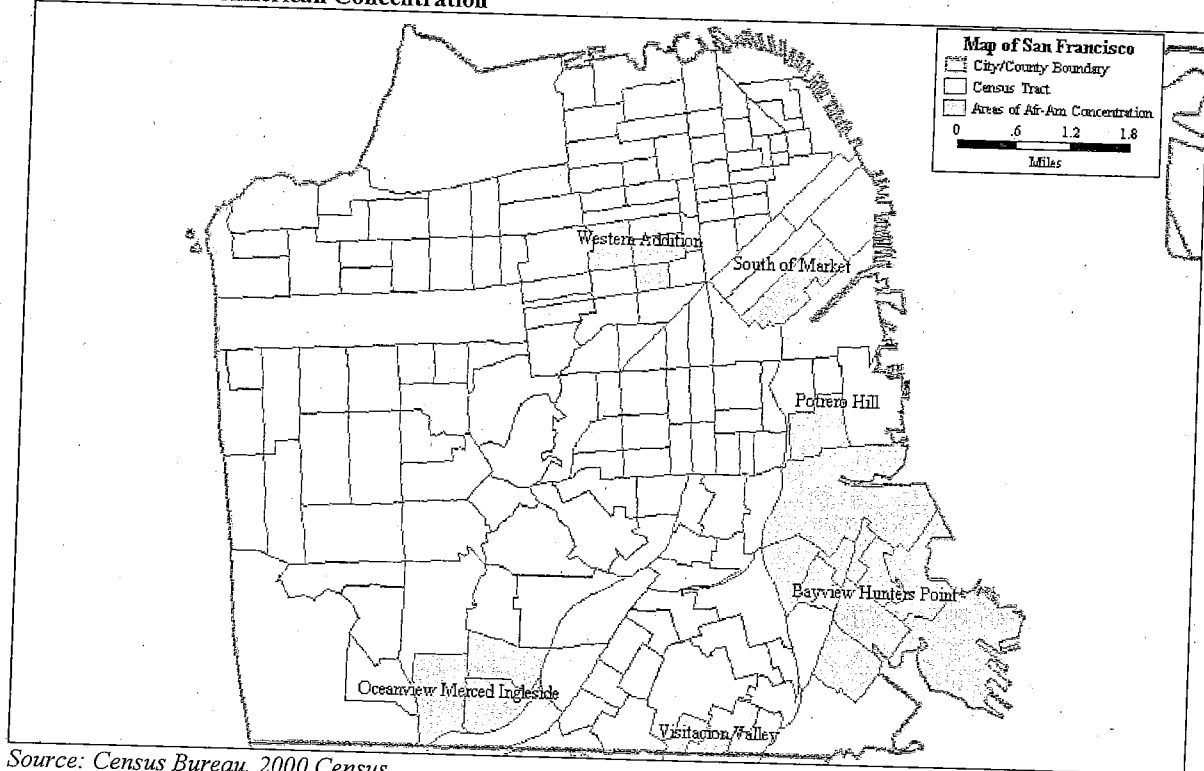 American Concentration
Map of San Francisco
City/County Boundary
Census Tract
Areas of Afr-Am Concentration
0 .6 1.2 1.8
Miles
Western Addition
South of Market
Potrero Hill
Bayview Hunters Point
Oceanview Merced Ingleside
Visitacion Valley
Source: Census Bureau, 2000 Census